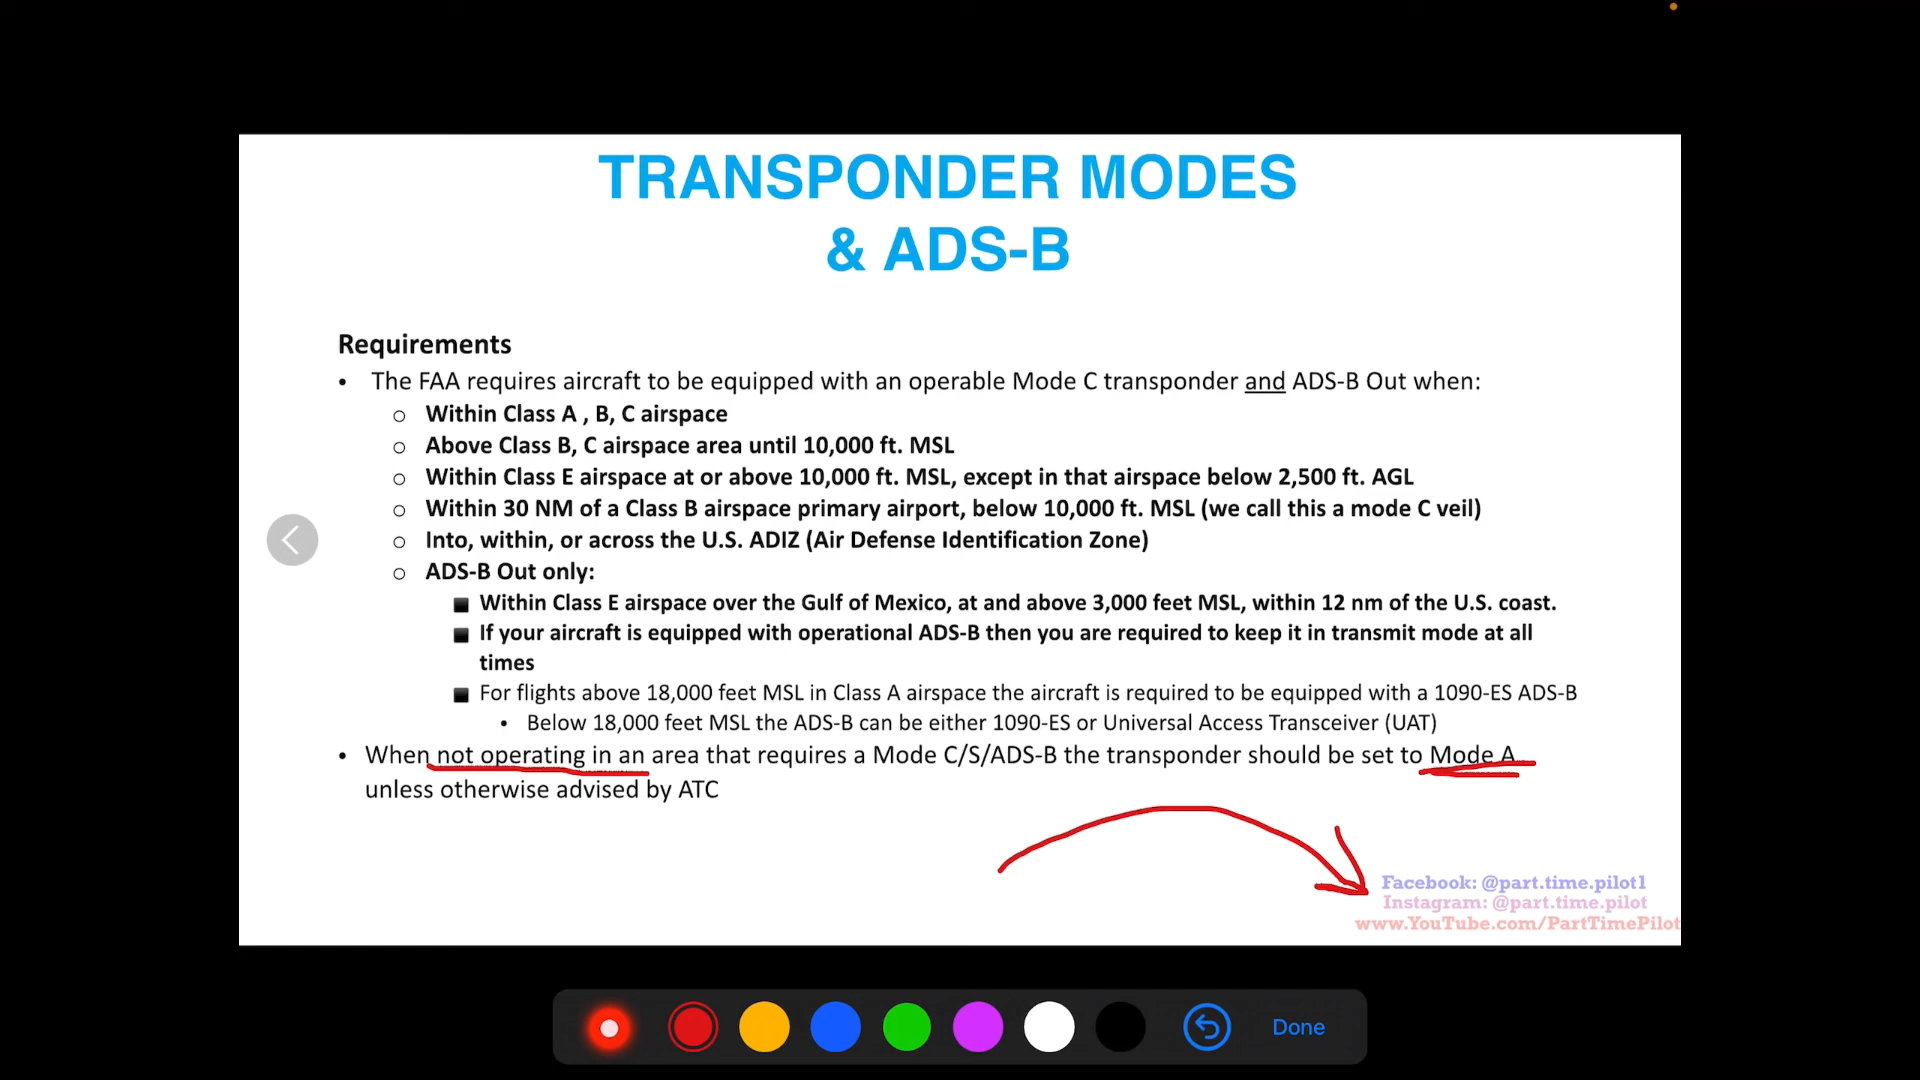 TRANSPONDER MODES
& ADS-B
Requirements
• The FAA requires aircraft to be equipped with an operable Mode C transponder and ADS-B Out when:
o Within Class A , B, C airspace
o Above Class B, C airspace area until 10,000 ft. MSL
o Within Class E airspace at or above 10,000 ft. MSL, except in that airspace below 2,500 ft. AGL
o Within 30 NM of a Class B airspace primary airport, below 10,000 ft. MSL (we call this a mode C veil)
o Into, within, or across the U.S. ADIZ (Air Defense Identification Zone)
o ADS-B Out only:
■ Within Class E airspace over the Gulf of Mexico, at and above 3,000 feet MSL, within 12 nm of the U.S. coast.
■ If your aircraft is equipped with operational ADS-B then you are required to keep it in transmit mode at all
times
■ For flights above 18,000 feet MSL in Class A airspace the aircraft is required to be equipped with a 1090-ES ADS-B
• Below 18,000 feet MSL the ADS-B can be either 1090-ES or Universal Access Transceiver (UAT)
• When not operating in an area that requires a Mode C/S/ADS-B the transponder should be set to Mode A
unless otherwise advised by ATC
Facebook: @part.time.pilot1
Instagram: @part.time.pilot
www.YouTube.com/PartTimePilot
Done